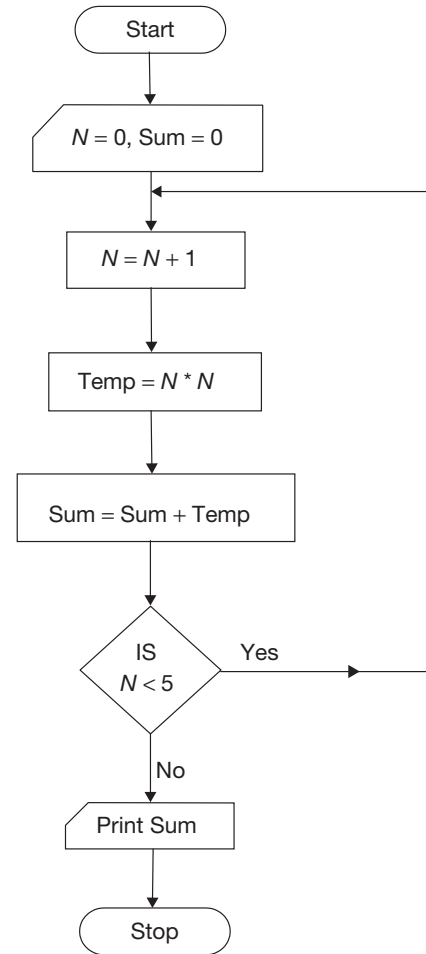 Start
N = 0, Sum = 0
N = N + 1
Temp = N * N
Sum = Sum + Temp
IS
N < 5
Yes
No
Print Sum
Stop